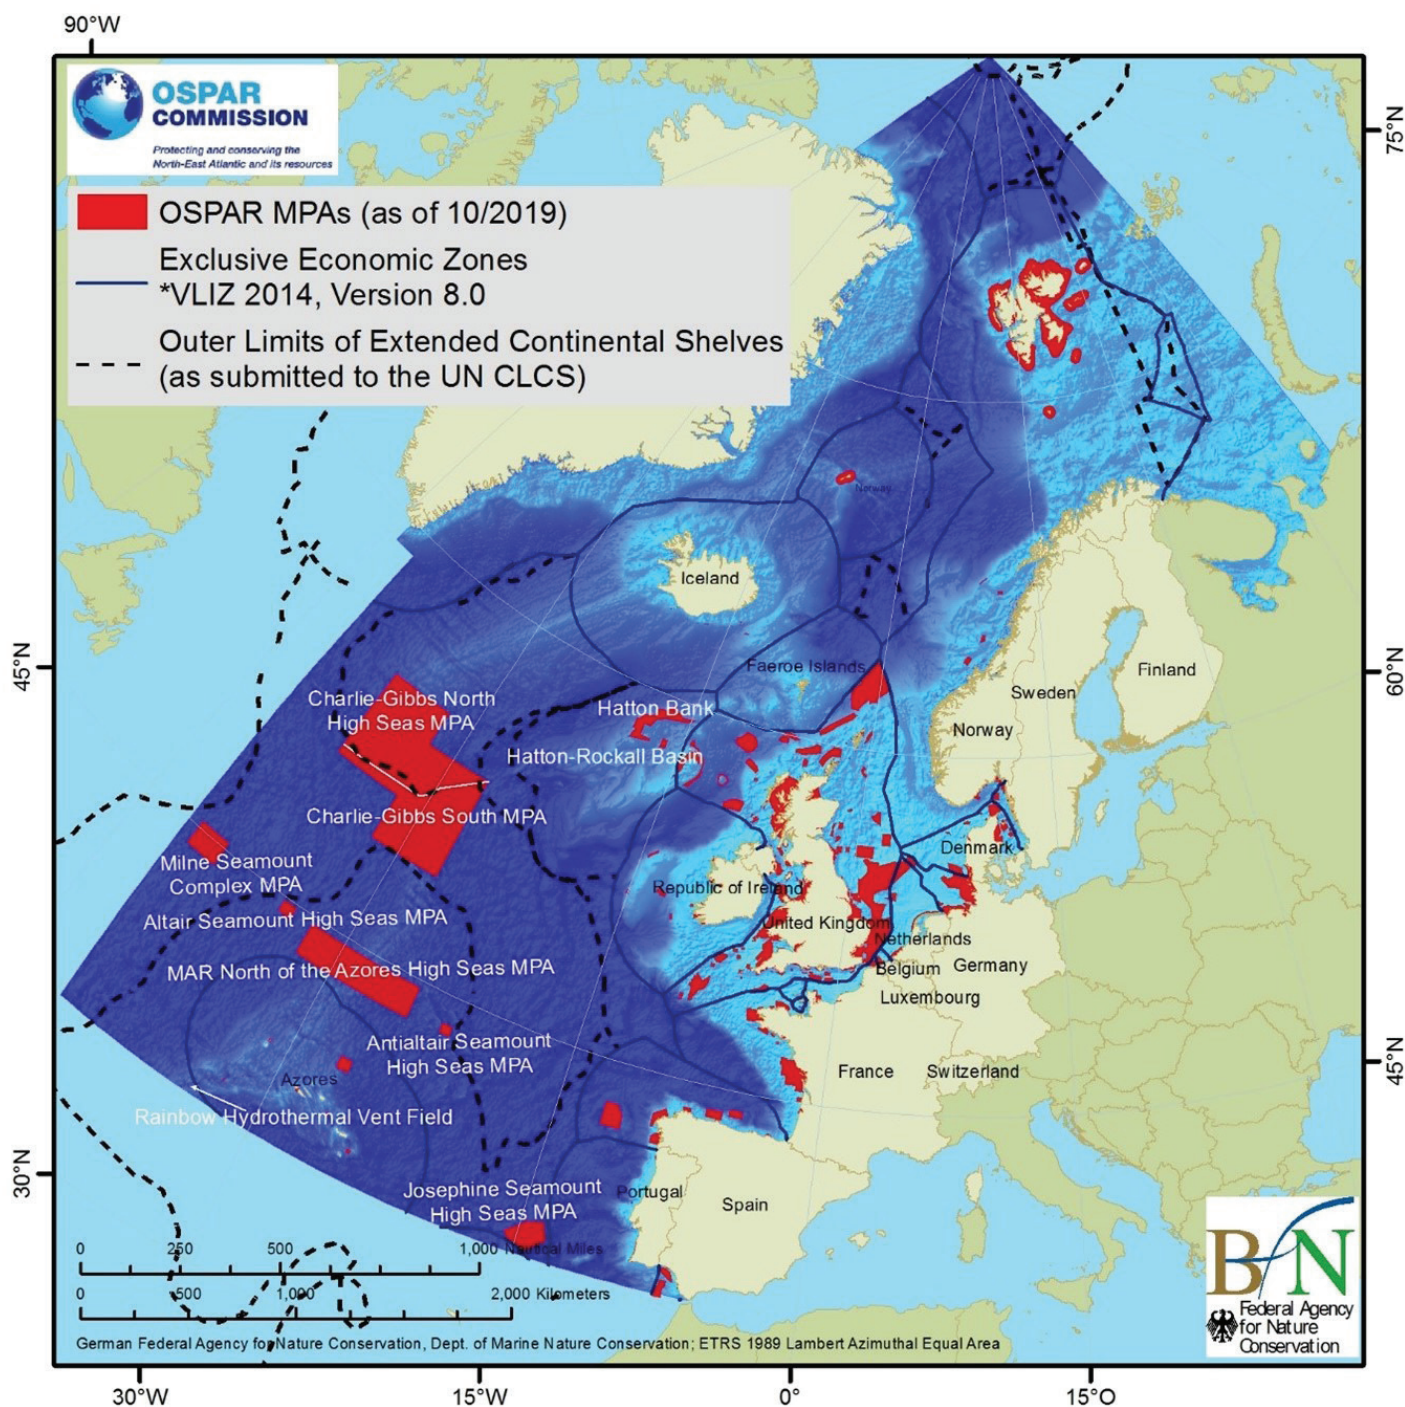 90°W
OSPAR
COMMISSION
Protecting and conserving the
North-East Atlantic and its resources
75°N
OSPAR MPAs (as of 10/2019)
Exclusive Economic Zones
*VLIZ 2014, Version 8.0
Outer Limits of Extended Continental Shelves
(as submitted to the UN CLCS)
Norway
Iceland
45°N
60°N
Faeroe Islands
Finland
Sweden
Norway
Charlie-Gibbs North
High Seas MPA
Hatton Bank
Hatton-Rockall Basin
Charlie-Gibbs South MPA
Denmark
Milne Seamount
Complex MPA
Republic of Ireland
Altair Seamount High Seas MPA
United Kingdom
Netherlands
MAR North of the Azores High Seas MPA
Belgium
Germany
Luxembourg
Antialtair Seamount
High Seas MPA
France
Switzerland
45°N
Azores
Rainbow Hydrothermal Vent Field
30°N
Josephine Seamount
High Seas MPA
Portugal
Spain
0 250 500 1,000 Nautical Miles
0 500 1,000 2,000 Kilometers
BfN
Federal Agency
for Nature
Conservation
German Federal Agency for Nature Conservation, Dept. of Marine Nature Conservation; ETRS 1989 Lambert Azimuthal Equal Area
30°W
15°W
0°
15°O